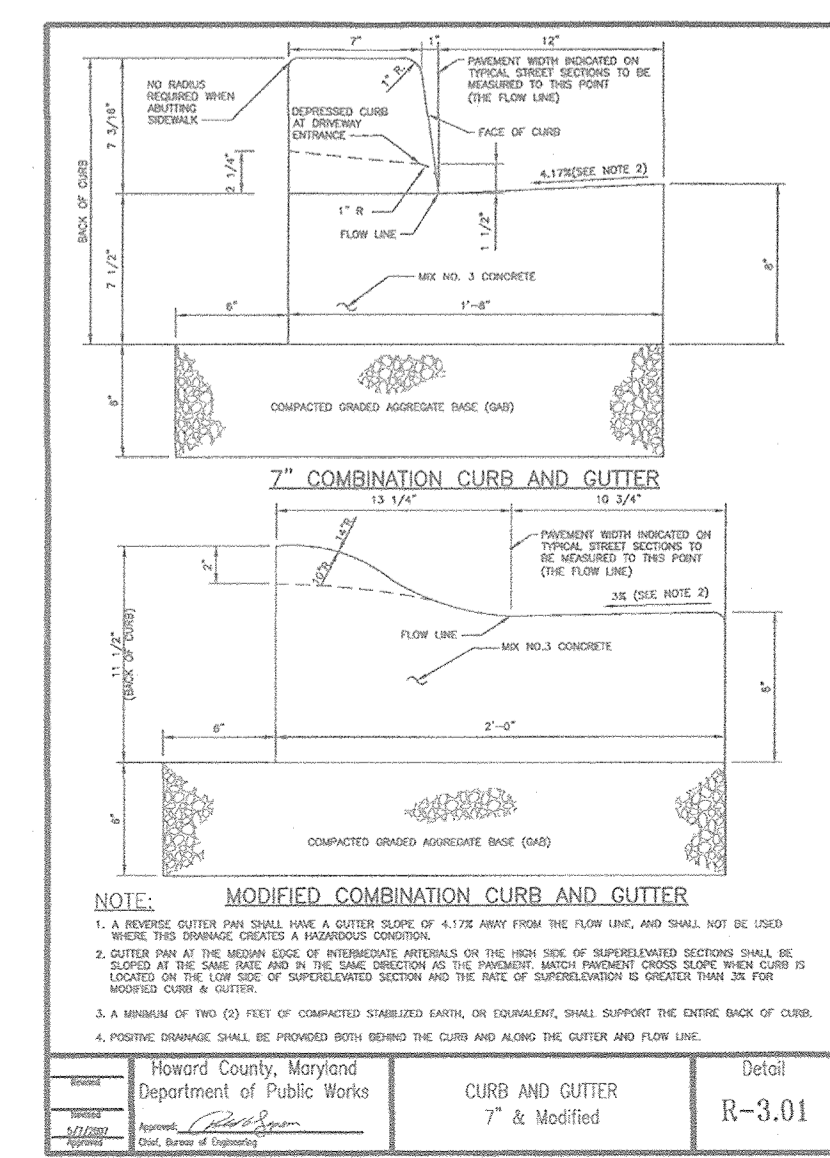 7" 1" 12"
NO RADIUS
REQUIRED WHEN
ABUTTING
SIDEWALK
1" R.
PAVEMENT WIDTH INDICATED ON
TYPICAL STREET SECTIONS TO BE
MEASURED TO THIS POINT
(THE FLOW LINE)
DEPRESSED CURB
AT DRIVEWAY
ENTRANCE
FACE OF CURB
BACK OF CURB
7 3/16"
2 1/4"
4.17%(SEE NOTE 2)
1" R
FLOW LINE
1 1/2"
7 1/2"
8"
MIX NO. 3 CONCRETE
6" 1'-8"
6"
COMPACTED GRADED AGGREGATE BASE (GAB)
7" COMBINATION CURB AND GUTTER
13 1/4" 10 3/4"
14"R
10"R
2"
PAVEMENT WIDTH INDICATED ON
TYPICAL STREET SECTIONS TO
BE MEASURED TO THIS POINT
(THE FLOW LINE)
3% (SEE NOTE 2)
11 1/2"
(BACK OF CURB)
FLOW LINE
MIX NO.3 CONCRETE
6" 2'-0"
6"
COMPACTED GRADED AGGREGATE BASE (GAB)
MODIFIED COMBINATION CURB AND GUTTER
NOTE:
1. A REVERSE GUTTER PAN SHALL HAVE A GUTTER SLOPE OF 4.17% AWAY FROM THE FLOW LINE, AND SHALL NOT BE USED
WHERE THIS DRAINAGE CREATES A HAZARDOUS CONDITION.
2. GUTTER PAN AT THE MEDIAN EDGE OF INTERMEDIATE ARTERIALS OR THE HIGH SIDE OF SUPERELEVATED SECTIONS SHALL BE
SLOPED AT THE SAME RATE AND IN THE SAME DIRECTION AS THE PAVEMENT. MATCH PAVEMENT CROSS SLOPE WHEN CURB IS
LOCATED ON THE LOW SIDE OF SUPERELEVATED SECTION AND THE RATE OF SUPERELEVATION IS GREATER THAN 3% FOR
MODIFIED CURB & GUTTER.
3. A MINIMUM OF TWO (2) FEET OF COMPACTED STABILIZED EARTH, OR EQUIVALENT, SHALL SUPPORT THE ENTIRE BACK OF CURB.
4. POSITIVE DRAINAGE SHALL BE PROVIDED BOTH BEHIND THE CURB AND ALONG THE GUTTER AND FLOW LINE.
Revised
Revised
5/7/2007
Approved
Howard County, Maryland
Department of Public Works
Approved:
Chief, Bureau of Engineering
CURB AND GUTTER
7" & Modified
Detail
R-3.01